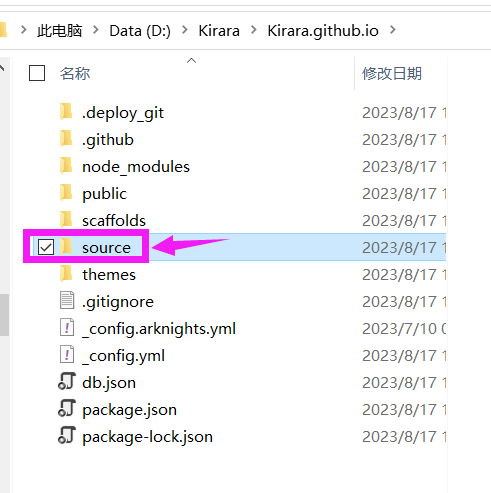 此电脑 > Data (D:) > Kirara > Kirara.github.io >
名称 修改日期
.deploy_git 2023/8/17 1
.github 2023/8/17 1
node_modules 2023/8/17 1
public 2023/8/17 1
scaffolds 2023/8/17 1
source 2023/8/17 1
themes 2023/8/17 1
.gitignore 2023/8/17 1
_config.arknights.yml 2023/7/10 0
_config.yml 2023/8/17 1
db.json 2023/8/17 1
package.json 2023/8/17 1
package-lock.json 2023/8/17 1